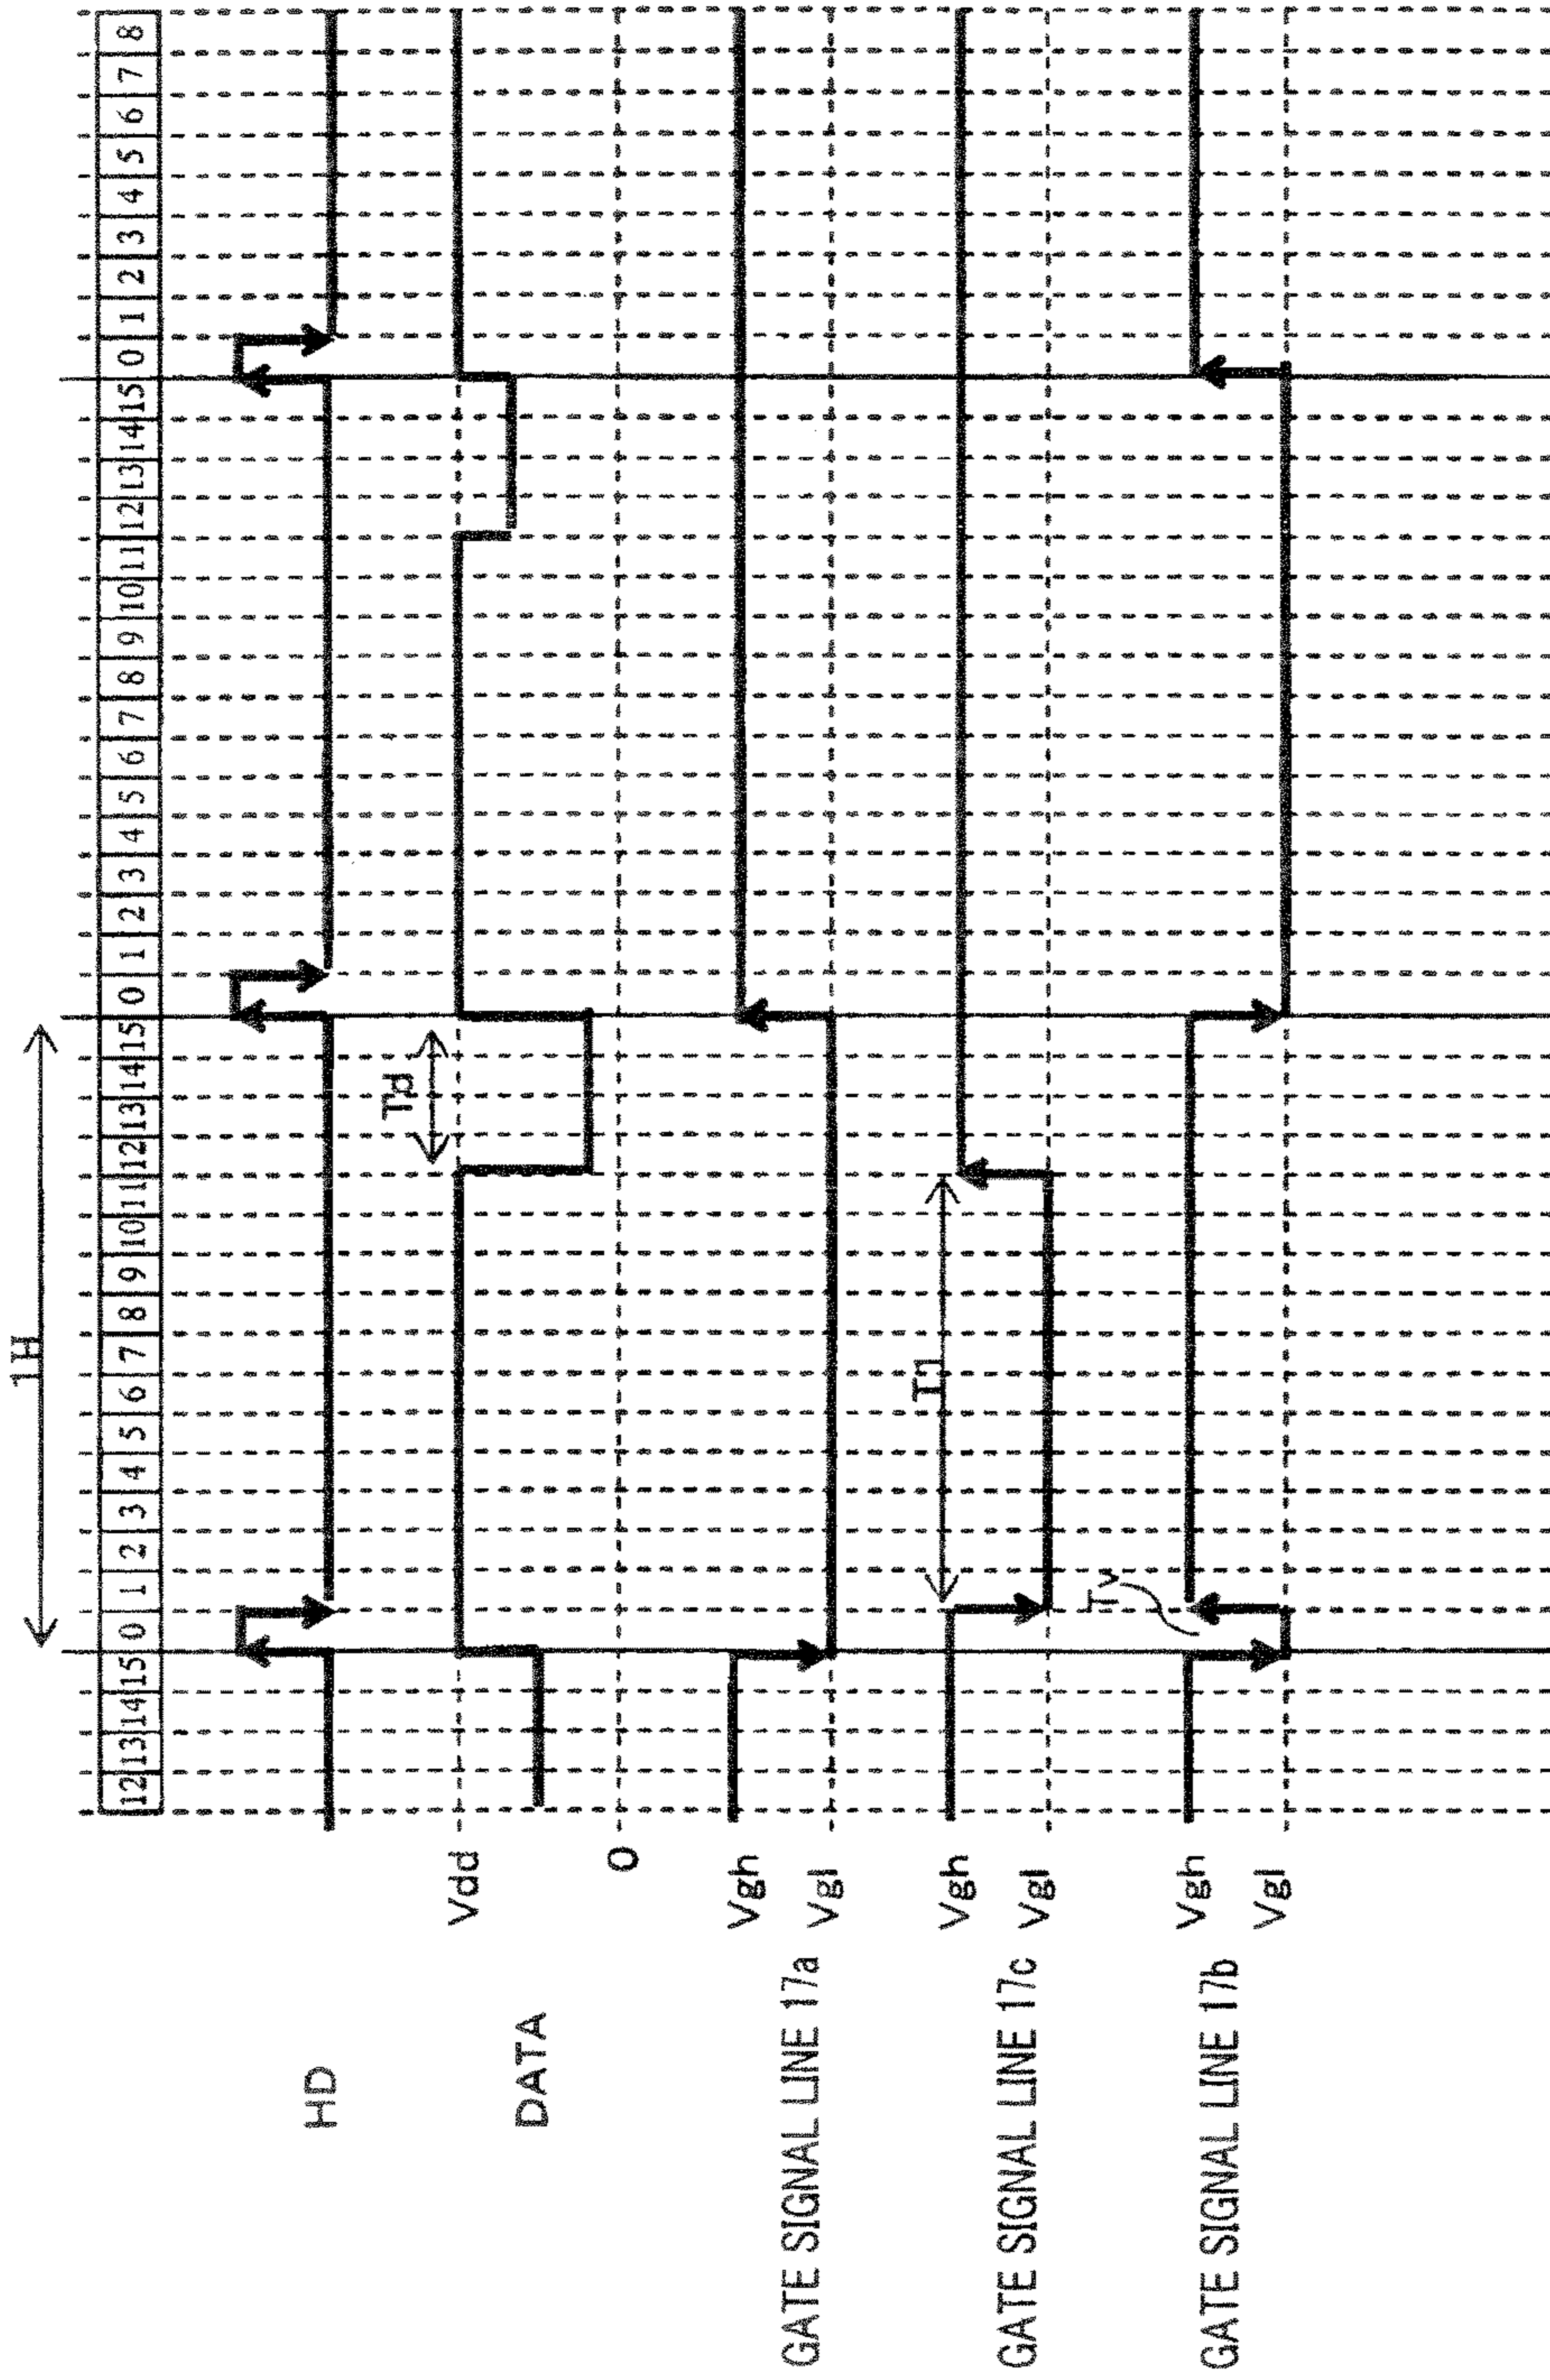 1H
12 13 14 15 0 1 2 3 4 5 6 7 8 9 10 11 12 13 14 15 0 1 2 3 4 5 6 7 8 9 10 11 12 13 14 15 0 1 2 3 4 5 6 7 8
HD
Vdd
Td
DATA
0
Vgh
GATE SIGNAL LINE 17a
Vgl
Vgh
T1
GATE SIGNAL LINE 17c
Vgl
Tv
Vgh
GATE SIGNAL LINE 17b
Vgl